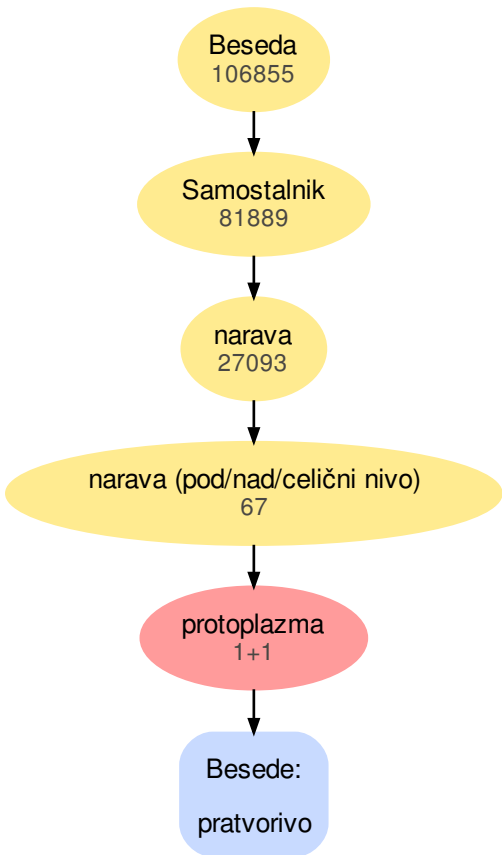 Beseda
106855
Samostalnik
81889
narava
27093
narava (pod/nad/celični nivo)
67
protoplazma
1+1
Besede:
pratvorivo